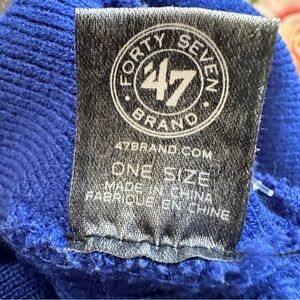 FORTY SEVEN
'47
BRAND
47BRAND.COM
ONE SIZE
MADE IN CHINA
FABRIQUE EN CHINE